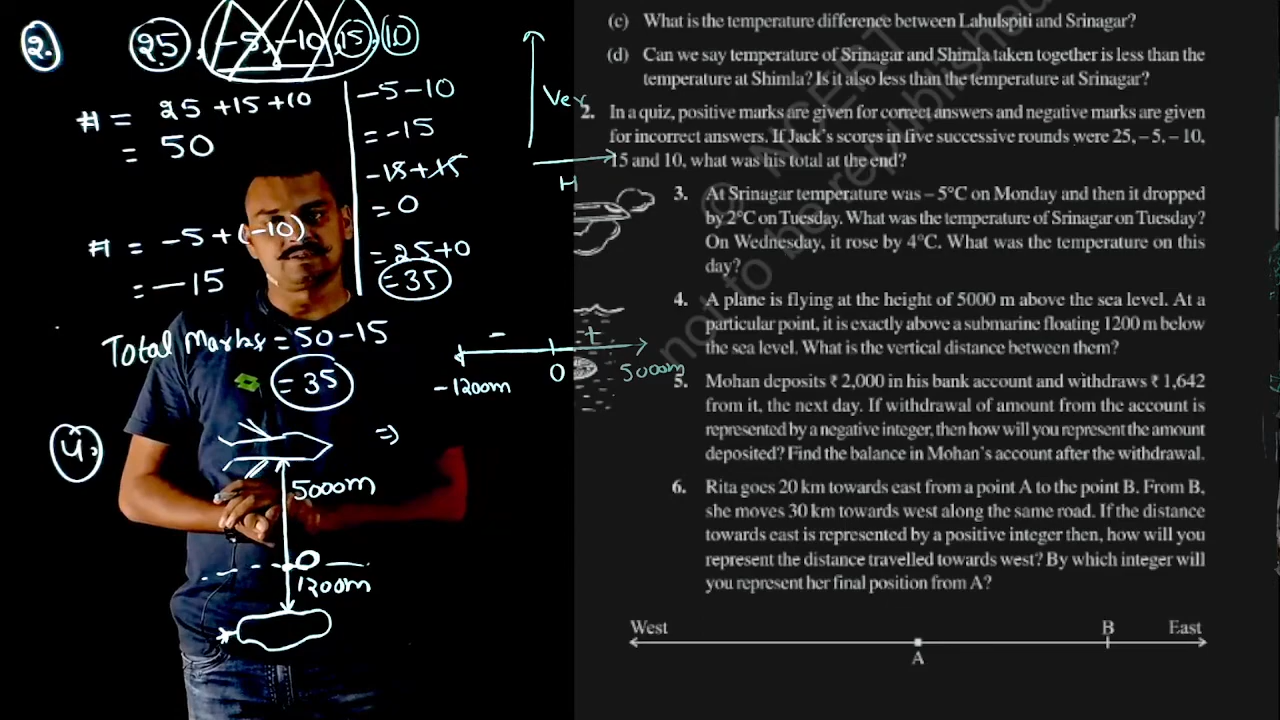 2. 25, -5, -10, 15, 10
# = 25 +15 +10
= 50
# = -5 + (-10)
= -15
Total Marks = 50 -15
= 35
-5 -10
= -15
-15 + 15
= 0
= 25+0
= 35
Ver
H
- +
-1200m 0 5000m
4. =)
5000m
0
1200m
(c) What is the temperature difference between Lahulspiti and Srinagar?
(d) Can we say temperature of Srinagar and Shimla taken together is less than the
temperature at Shimla? Is it also less than the temperature at Srinagar?
2. In a quiz, positive marks are given for correct answers and negative marks are given
for incorrect answers. If Jack's scores in five successive rounds were 25, – 5, – 10,
15 and 10, what was his total at the end?
3. At Srinagar temperature was – 5°C on Monday and then it dropped
by 2°C on Tuesday. What was the temperature of Srinagar on Tuesday?
On Wednesday, it rose by 4°C. What was the temperature on this
day?
4. A plane is flying at the height of 5000 m above the sea level. At a
particular point, it is exactly above a submarine floating 1200 m below
the sea level. What is the vertical distance between them?
5. Mohan deposits ₹ 2,000 in his bank account and withdraws ₹ 1,642
from it, the next day. If withdrawal of amount from the account is
represented by a negative integer, then how will you represent the amount
deposited? Find the balance in Mohan's account after the withdrawal.
6. Rita goes 20 km towards east from a point A to the point B. From B,
she moves 30 km towards west along the same road. If the distance
towards east is represented by a positive integer then, how will you
represent the distance travelled towards west? By which integer will
you represent her final position from A?
West B East
A